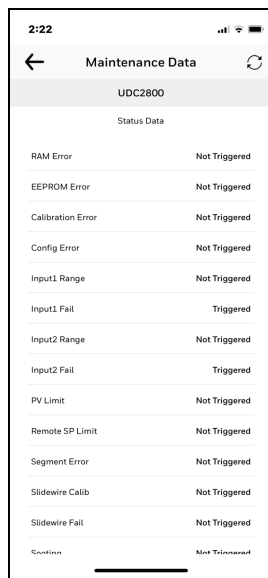 2:22
Maintenance Data
UDC2800
Status Data
RAM Error Not Triggered
EEPROM Error Not Triggered
Calibration Error Not Triggered
Config Error Not Triggered
Input1 Range Not Triggered
Input1 Fail Triggered
Input2 Range Not Triggered
Input2 Fail Triggered
PV Limit Not Triggered
Remote SP Limit Not Triggered
Segment Error Not Triggered
Slidewire Calib Not Triggered
Slidewire Fail Not Triggered
Sooting Not Triggered